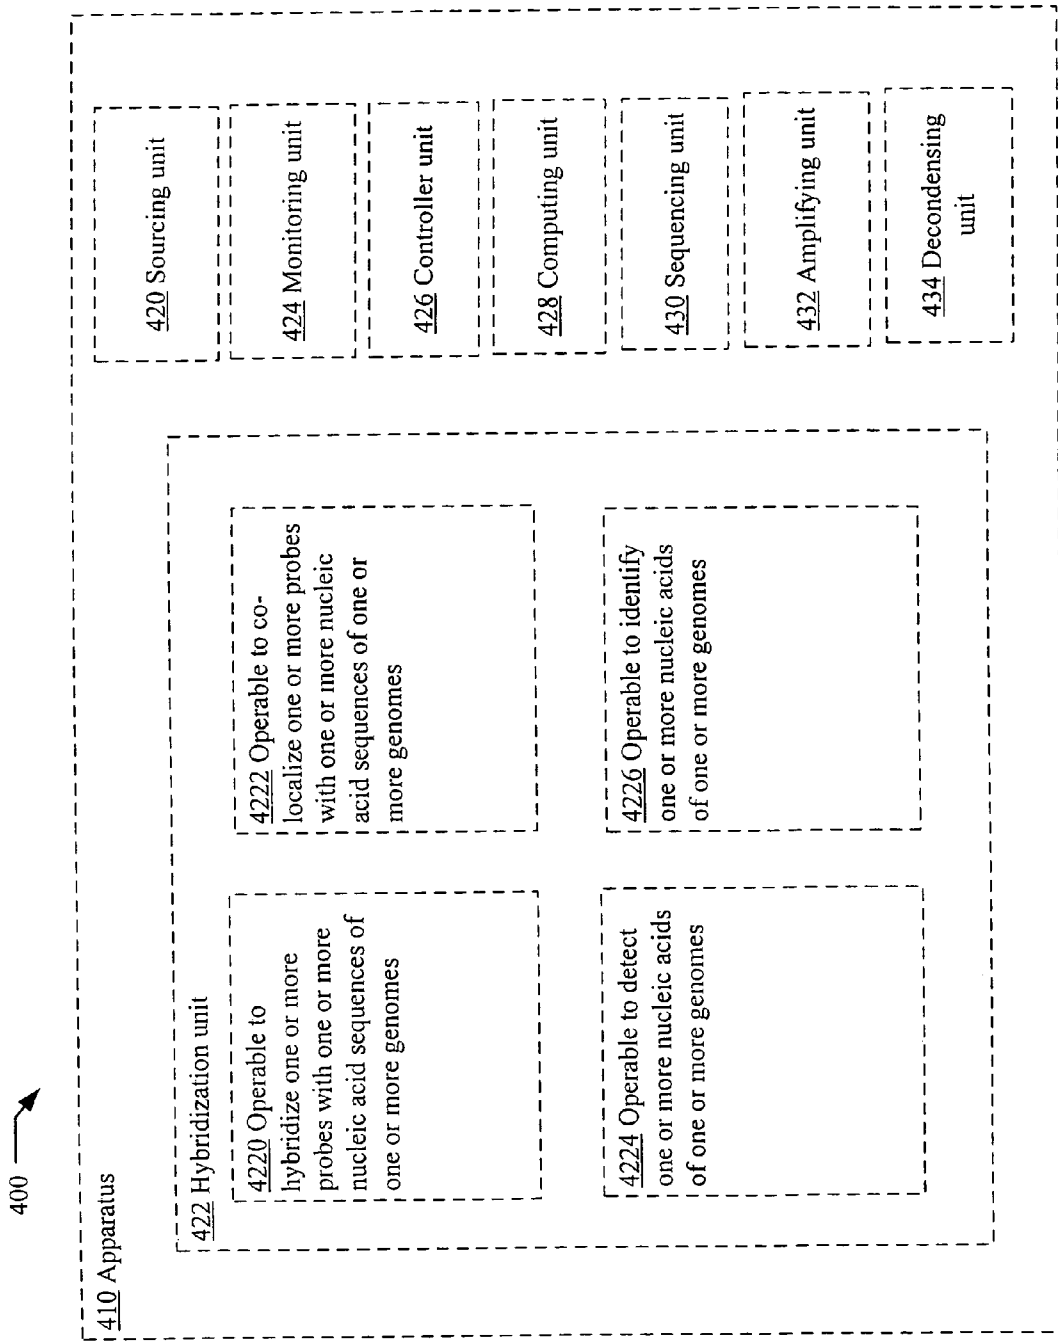 400
410 Apparatus
422 Hybridization unit
4220 Operable to
hybridize one or more
probes with one or more
nucleic acid sequences of
one or more genomes
4222 Operable to co-
localize one or more probes
with one or more nucleic
acid sequences of one or
more genomes
4224 Operable to detect
one or more nucleic acids
of one or more genomes
4226 Operable to identify
one or more nucleic acids
of one or more genomes
420 Sourcing unit
424 Monitoring unit
426 Controller unit
428 Computing unit
430 Sequencing unit
432 Amplifying unit
434 Decondensing
unit